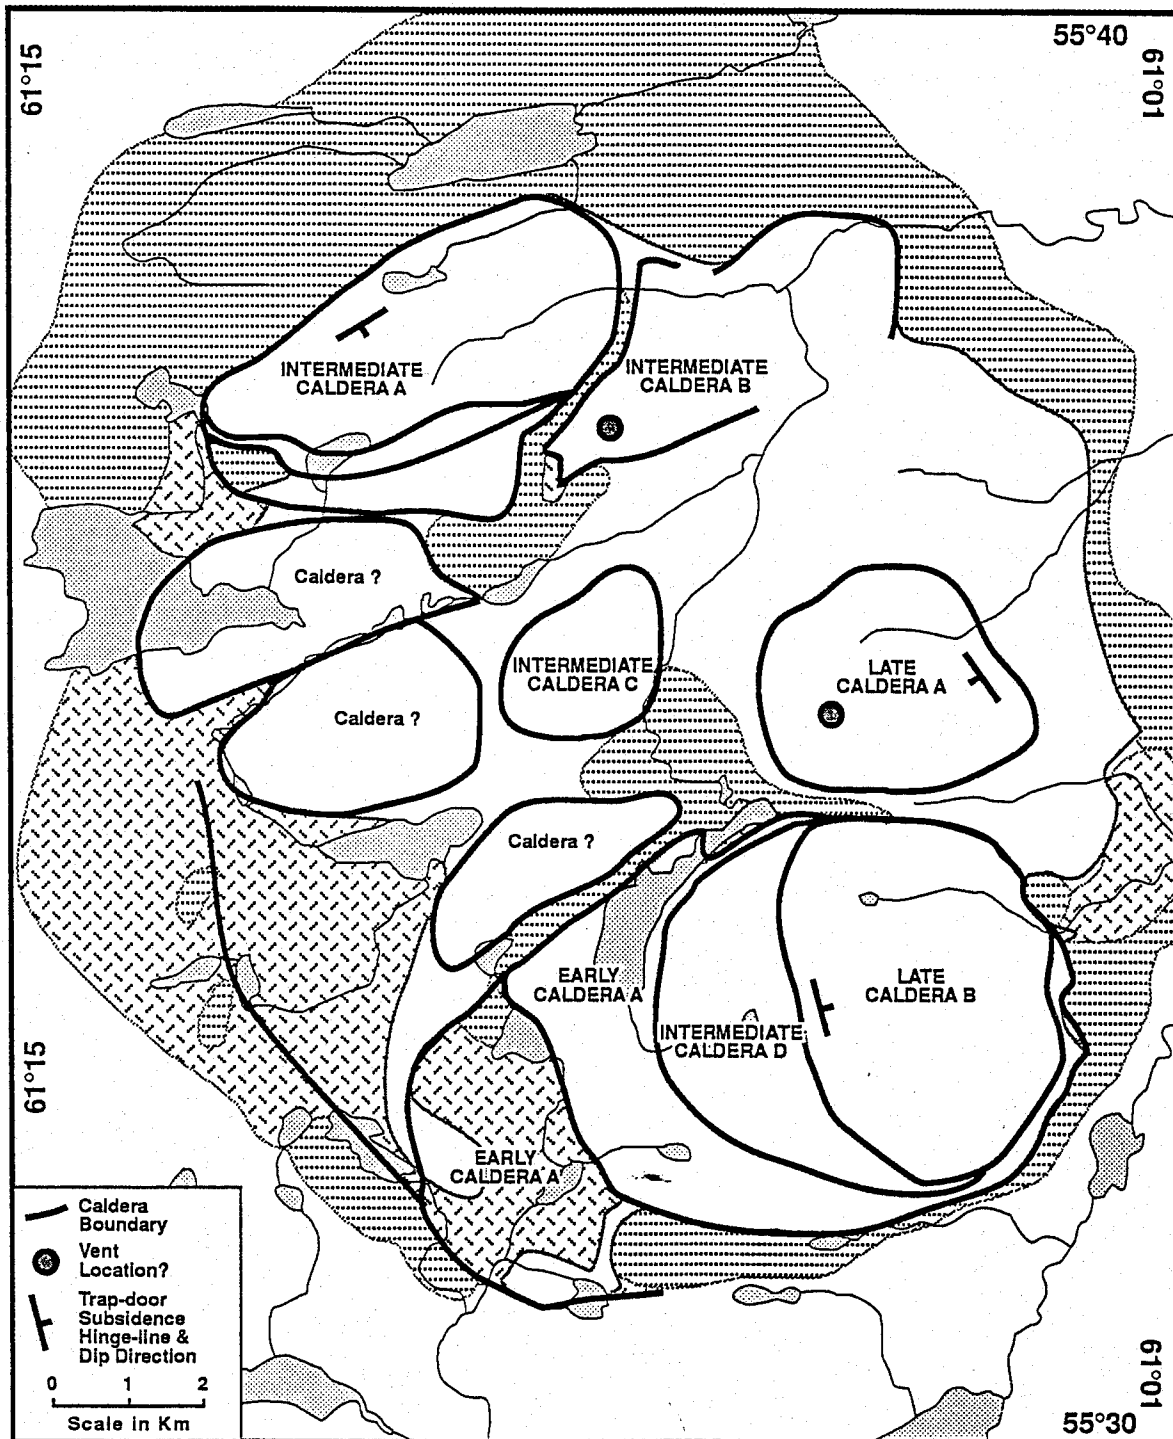 55°40
61°15
61°01
INTERMEDIATE
CALDERA A
INTERMEDIATE
CALDERA B
Caldera ?
INTERMEDIATE
CALDERA C
LATE
CALDERA A
Caldera ?
Caldera ?
EARLY
CALDERA A
LATE
CALDERA B
INTERMEDIATE
CALDERA D
61°15
EARLY
CALDERA A
Caldera
Boundary
Vent
Location?
Trap-door
Subsidence
Hinge-line &
Dip Direction
0 1 2
Scale in Km
61°01
55°30